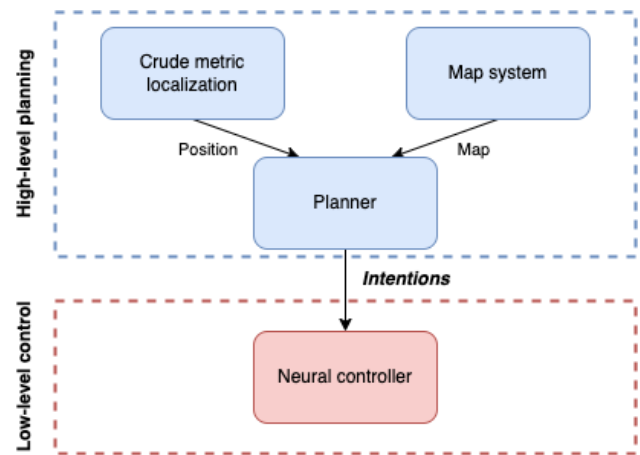 High-level planning
Crude metric
localization
Map system
Position
Map
Planner
Intentions
Low-level control
Neural controller